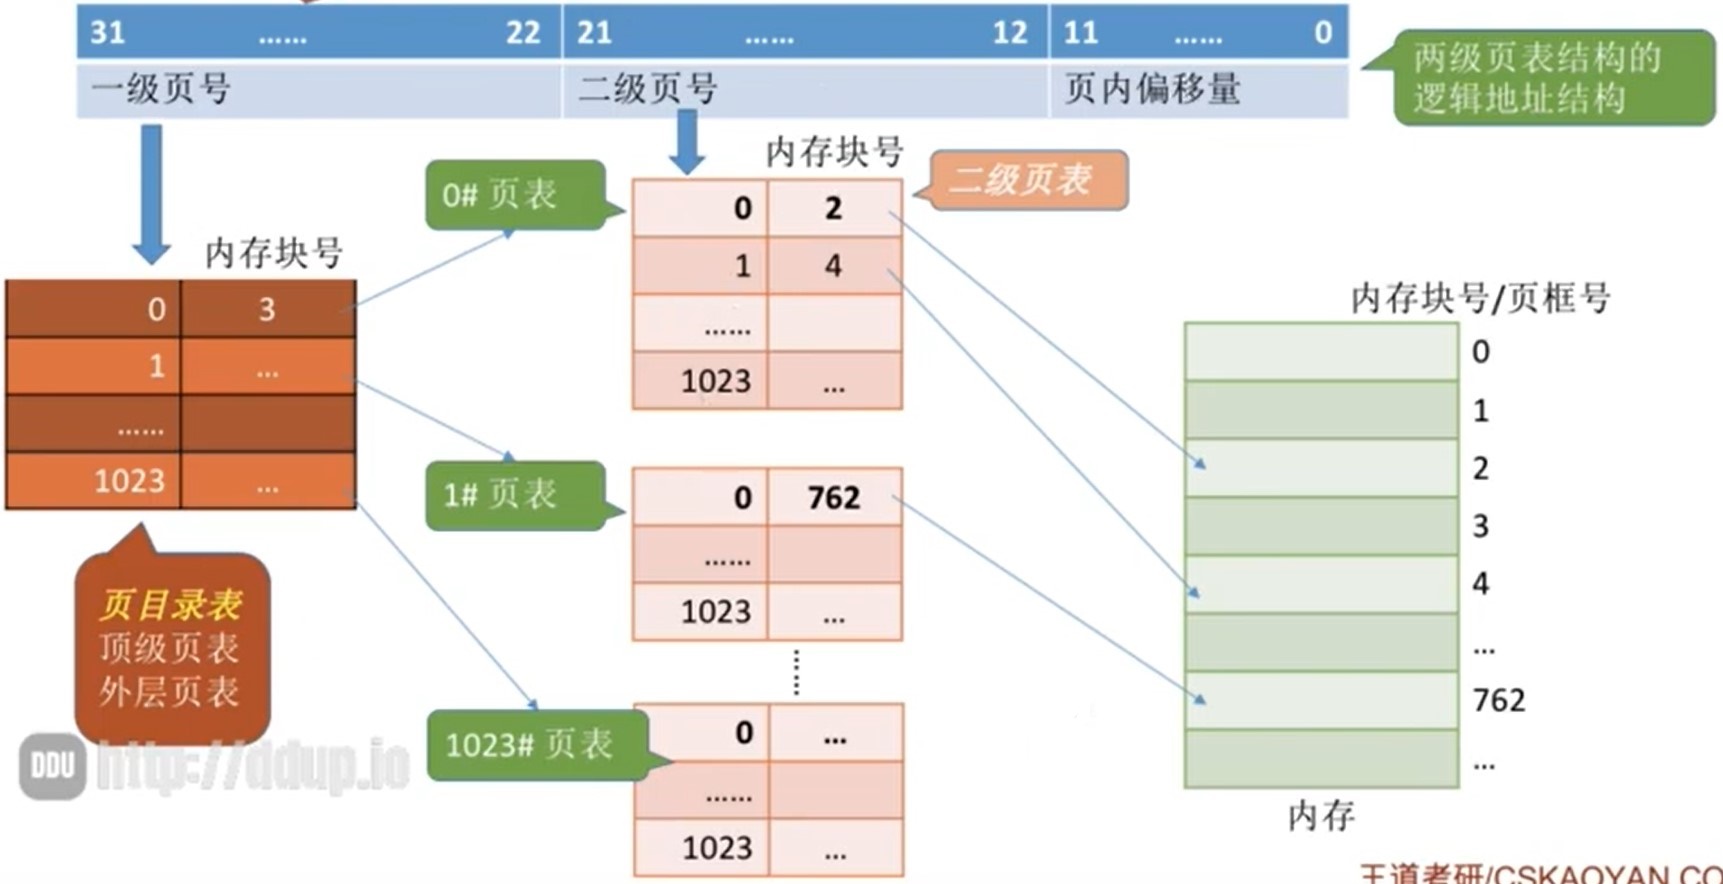 31 …… 22 21 …… 12 11 …… 0
一级页号 二级页号 页内偏移量
两级页表结构的
逻辑地址结构
内存块号
0 3
1 …
……
1023 …
页目录表
顶级页表
外层页表
0# 页表
内存块号
二级页表
0 2
1 4
……
1023 …
1# 页表
0 762
……
1023 …
1023# 页表
0 …
……
1023 …
内存块号/页框号
0
1
2
3
4
…
762
…
内存
DDU http://ddup.io
王道考研/CSKAOYAN.CO